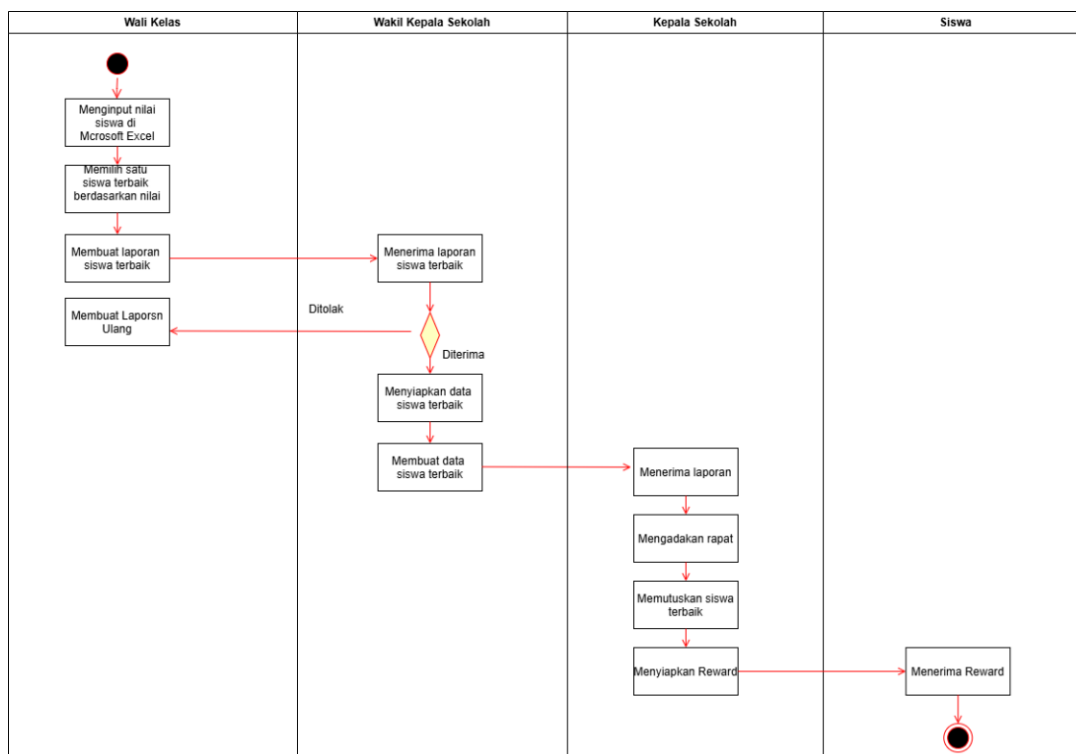 Wali Kelas
Wakil Kepala Sekolah
Kepala Sekolah
Siswa
Menginput nilai
siswa di
Mcrosoft Excel
Memilih satu
siswa terbaik
berdasarkan nilai
Membuat laporan
siswa terbaik
Menerima laporan
siswa terbaik
Membuat Laporsn
Ulang
Ditolak
Diterima
Menyiapkan data
siswa terbaik
Membuat data
siswa terbaik
Menerima laporan
Mengadakan rapat
Memutuskan siswa
terbaik
Menyiapkan Reward
Menerima Reward